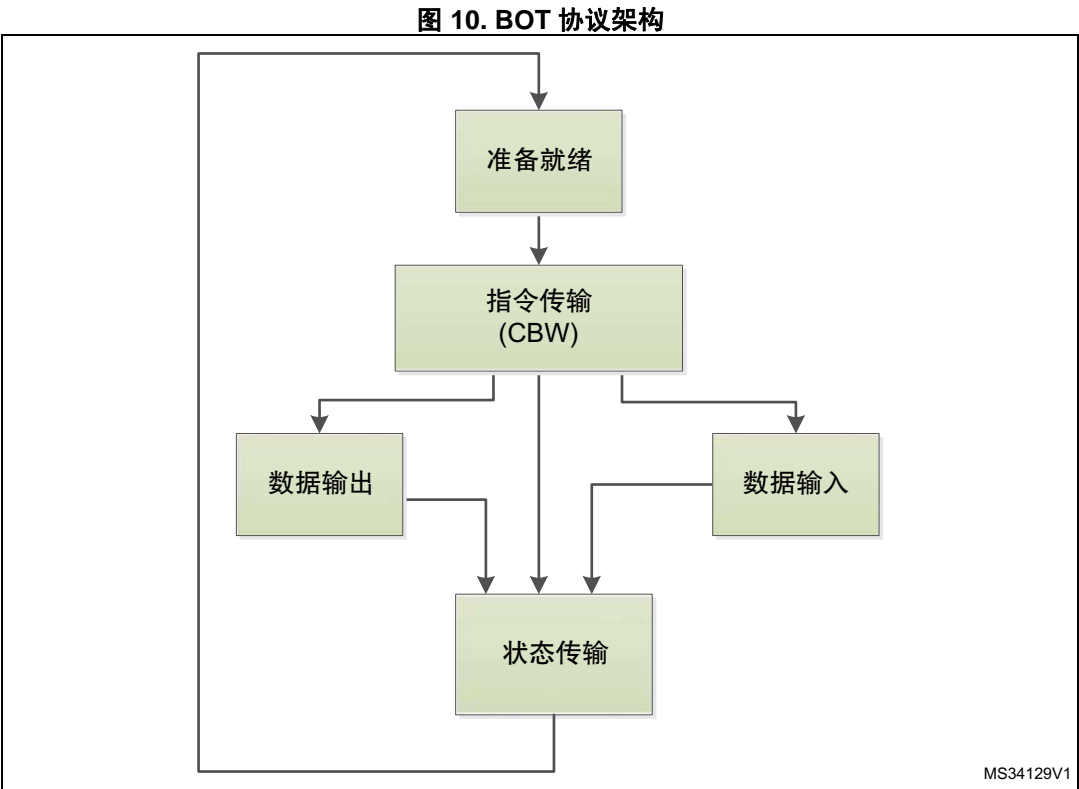 图 10. BOT 协议架构
准备就绪
指令传输
(CBW)
数据输出
数据输入
状态传输
MS34129V1